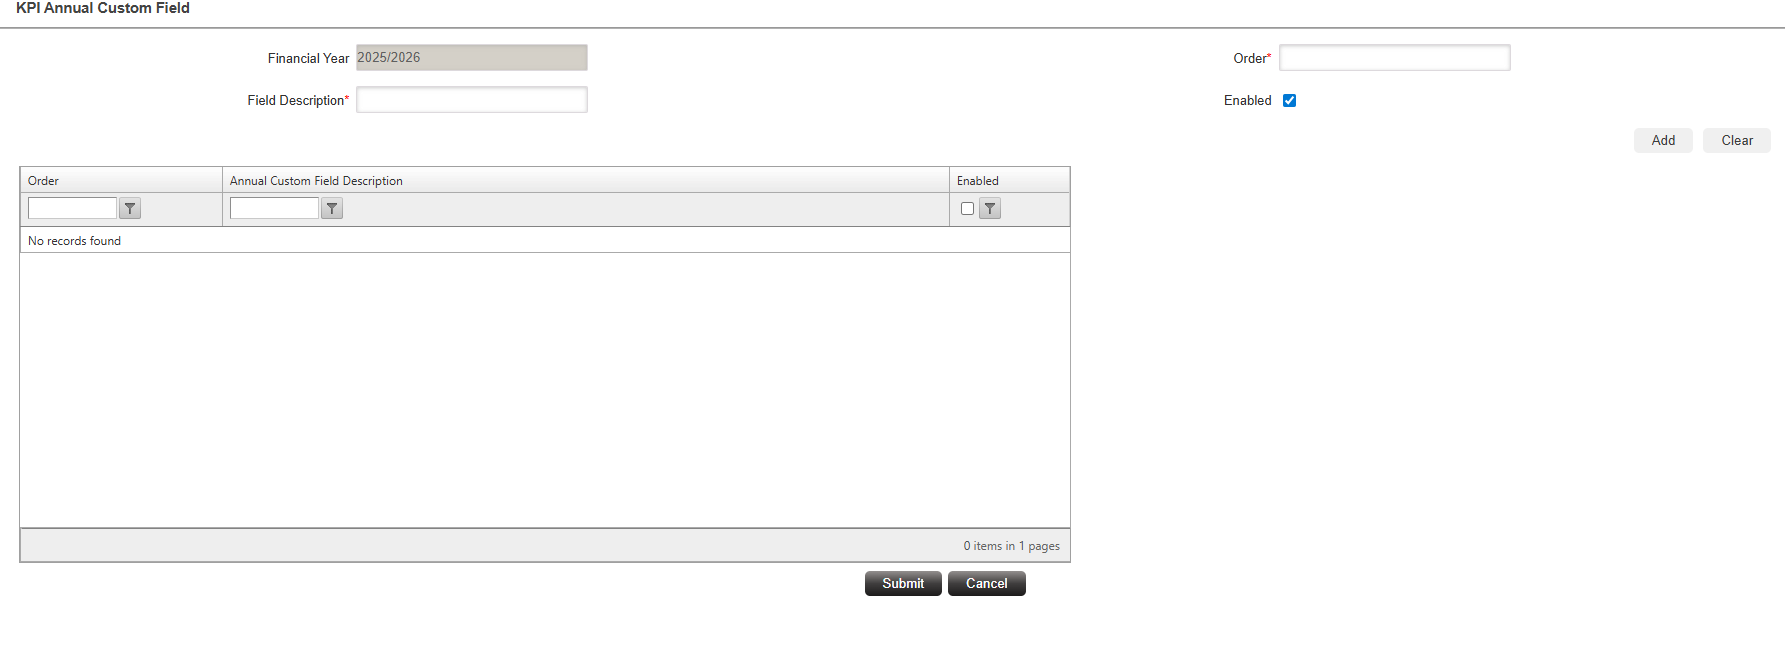 KPI Annual Custom Field
Financial Year 2025/2026 Order*
Field Description* Enabled
Add Clear
Order Annual Custom Field Description Enabled
No records found
0 items in 1 pages
Submit Cancel